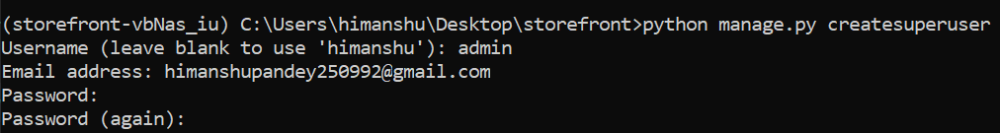 (storefront-vbNas_iu) C:\Users\himanshu\Desktop\storefront>python manage.py createsuperuser
Username (leave blank to use 'himanshu'): admin
Email address: himanshupandey250992@gmail.com
Password:
Password (again):